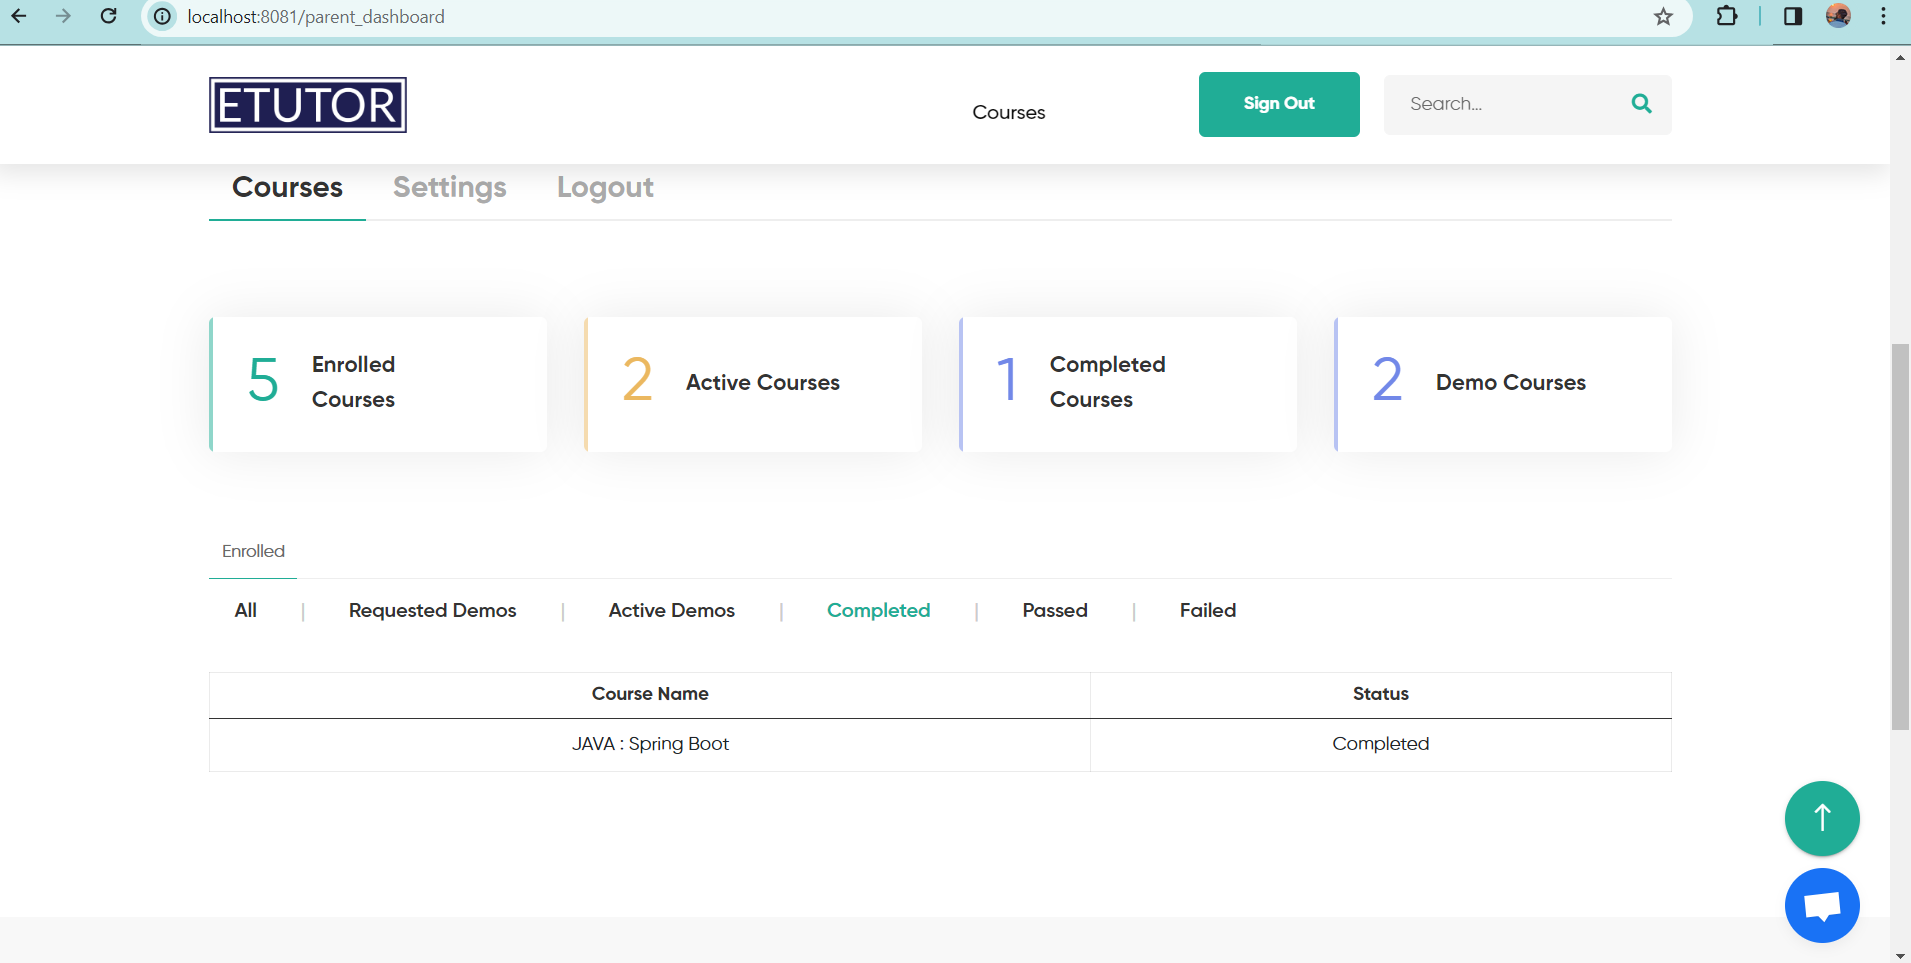 localhost:8081/parent_dashboard
ETUTOR
Courses
Sign Out
Search...
Courses Settings Logout
5 Enrolled Courses
2 Active Courses
1 Completed Courses
2 Demo Courses
Enrolled
All | Requested Demos | Active Demos | Completed | Passed | Failed
Course Name Status
JAVA : Spring Boot Completed